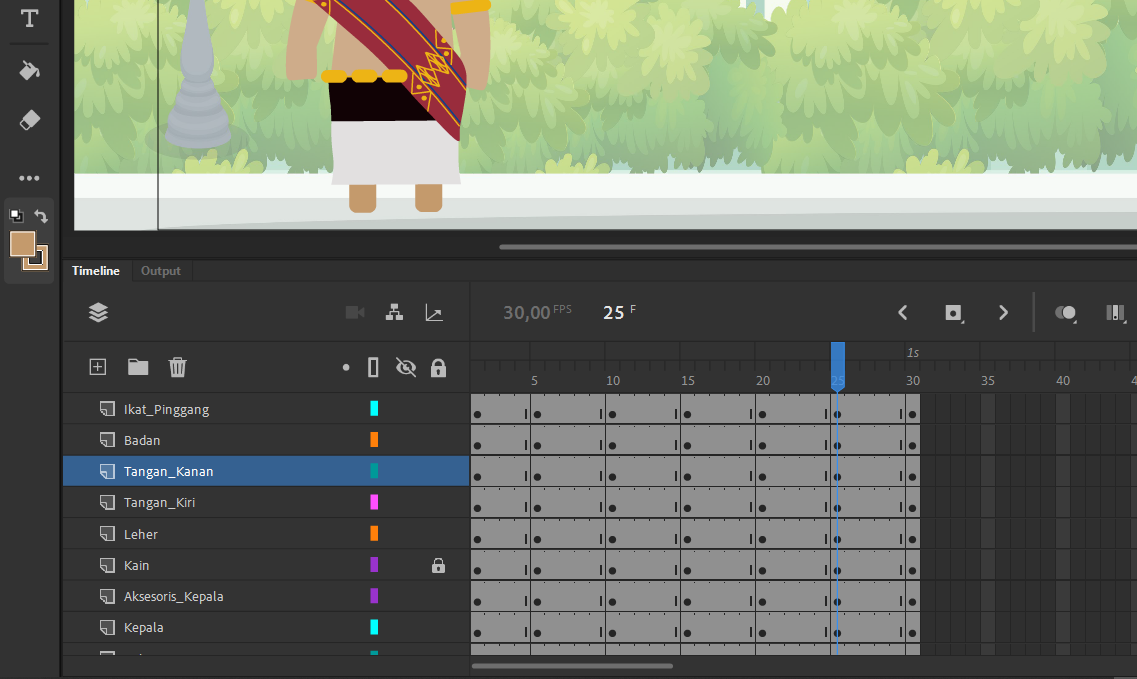 T
Timeline Output
30,00 FPS 25 F
1s
5 10 15 20 25 30 35 40 4
Ikat_Pinggang
Badan
Tangan_Kanan
Tangan_Kiri
Leher
Kain
Aksesoris_Kepala
Kepala